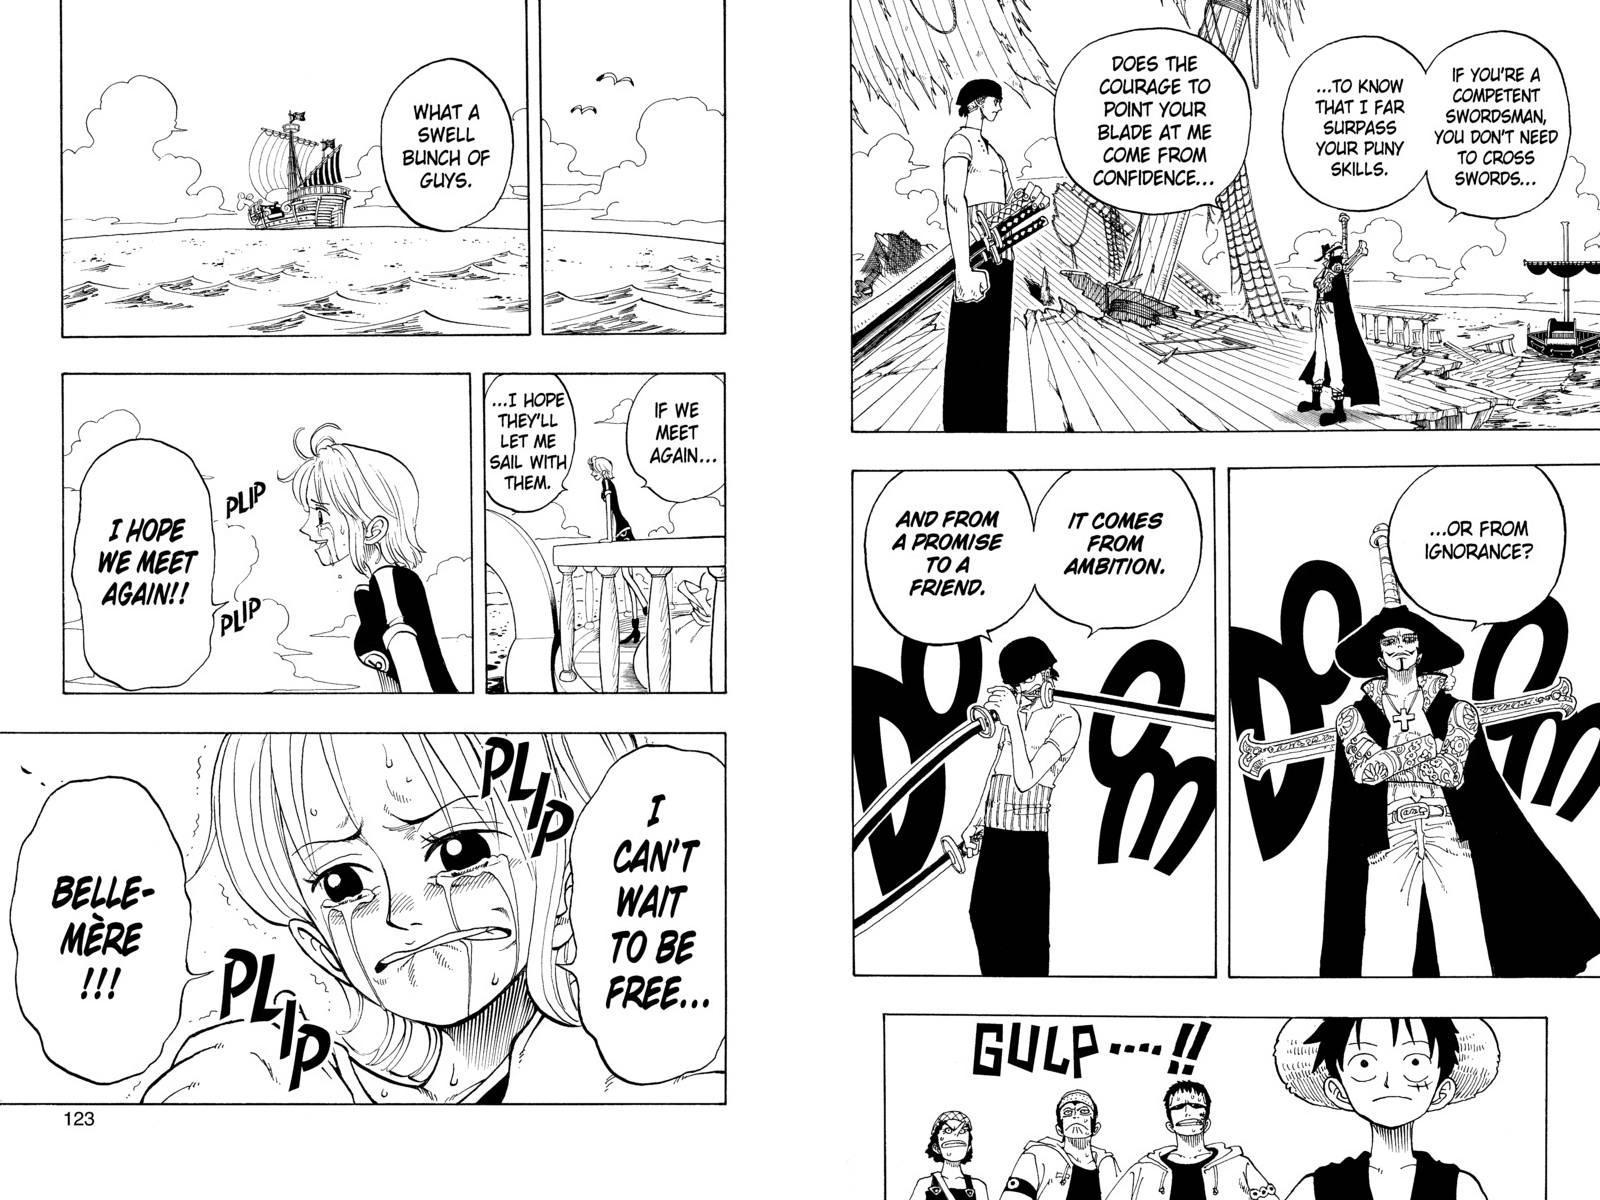 IF YOU'RE A
COMPETENT
SWORDSMAN,
YOU DON'T NEED
TO CROSS
SWORDS...
...TO KNOW
THAT I FAR
SURPASS
YOUR PUNY
SKILLS.
DOES THE
COURAGE TO
POINT YOUR
BLADE AT ME
COME FROM
CONFIDENCE...
...OR FROM
IGNORANCE?
DOOM
IT COMES
FROM
AMBITION.
AND FROM
A PROMISE
TO A
FRIEND.
DOOM
GULP....!!
WHAT A
SWELL
BUNCH OF
GUYS.
IF WE
MEET
AGAIN...
...I HOPE
THEY'LL
LET ME
SAIL WITH
THEM.
PLIP
I HOPE
WE MEET
AGAIN!!
PLIP
I
CAN'T
WAIT
TO BE
FREE...
PLIP
BELLE-
MÈRE
!!!
PLIP
123